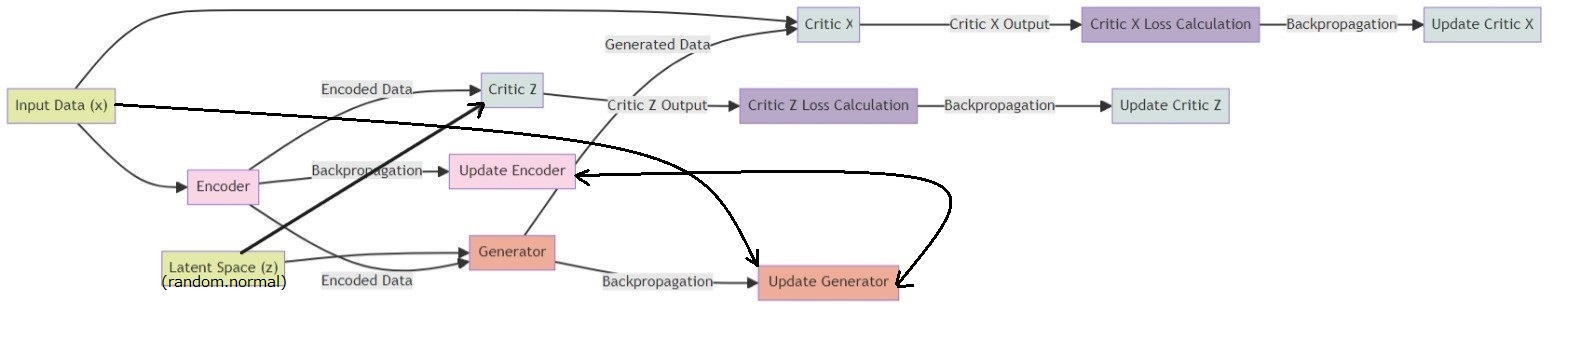 Critic X
Critic X Output
Critic X Loss Calculation
Backpropagation
Update Critic X
Generated Data
Input Data (x)
Encoded Data
Critic Z
Critic Z Output
Critic Z Loss Calculation
Backpropagation
Update Critic Z
Encoder
Backpropagation
Update Encoder
Latent Space (z)
(random.normal)
Encoded Data
Generator
Backpropagation
Update Generator